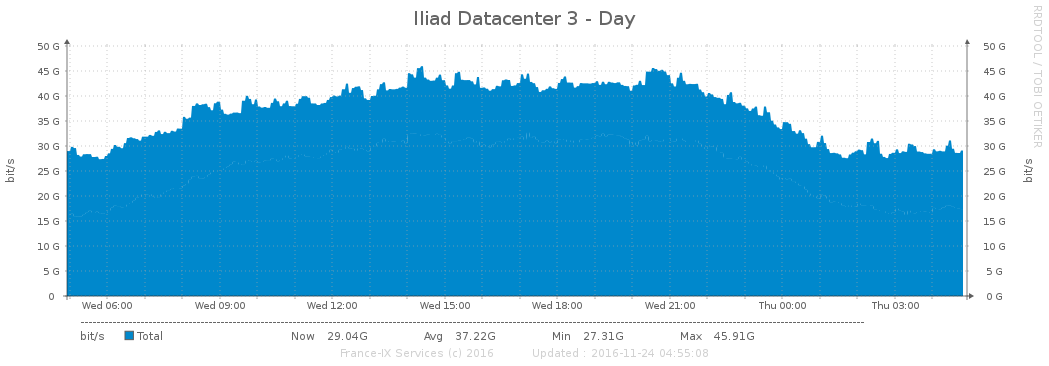 Iliad Datacenter 3 - Day
RRDTOOL / TOBI OETIKER
50 G 50 G
45 G 45 G
40 G 40 G
35 G 35 G
30 G 30 G
25 G 25 G
20 G 20 G
15 G 15 G
10 G 10 G
5 G 5 G
0 0 G
bit/s bit/s
Wed 06:00 Wed 09:00 Wed 12:00 Wed 15:00 Wed 18:00 Wed 21:00 Thu 00:00 Thu 03:00
bit/s Total Now 29.04G Avg 37.22G Min 27.31G Max 45.91G
France-IX Services (c) 2016 Updated : 2016-11-24 04:55:08